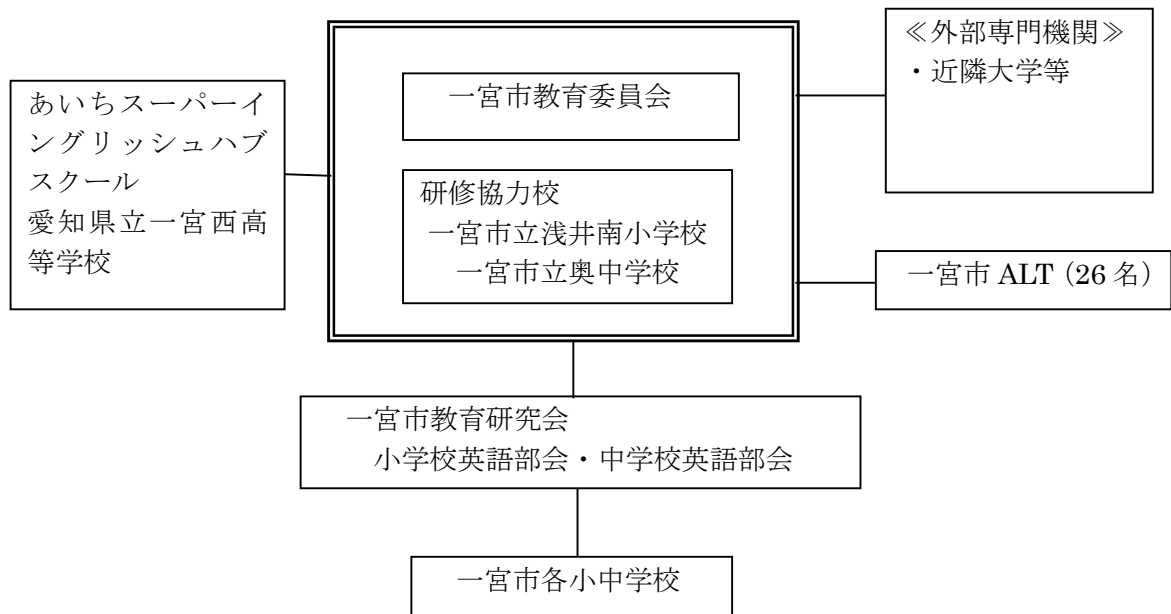 ≪外部専門機関≫
・近隣大学等
一宮市教育委員会
あいちスーパーイ
ングリッシュハブ
スクール
愛知県立一宮西高
等学校
研修協力校
一宮市立浅井南小学校
一宮市立奥中学校
一宮市 ALT（26 名）
一宮市教育研究会
小学校英語部会・中学校英語部会
一宮市各小中学校